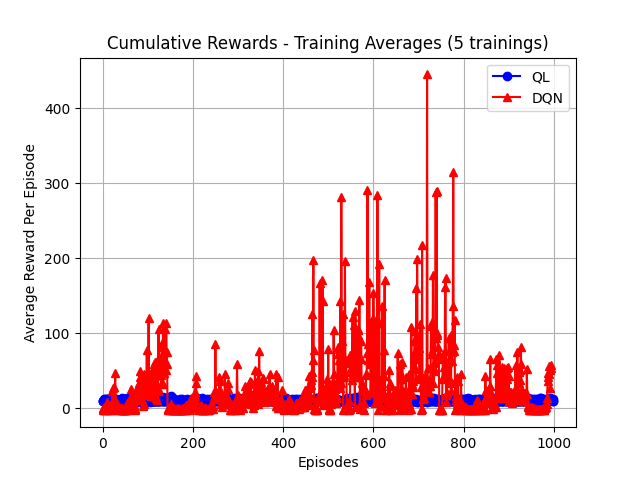 Cumulative Rewards - Training Averages (5 trainings)
QL
DQN
Average Reward Per Episode
400
300
200
100
0
0
200
400
600
800
1000
Episodes